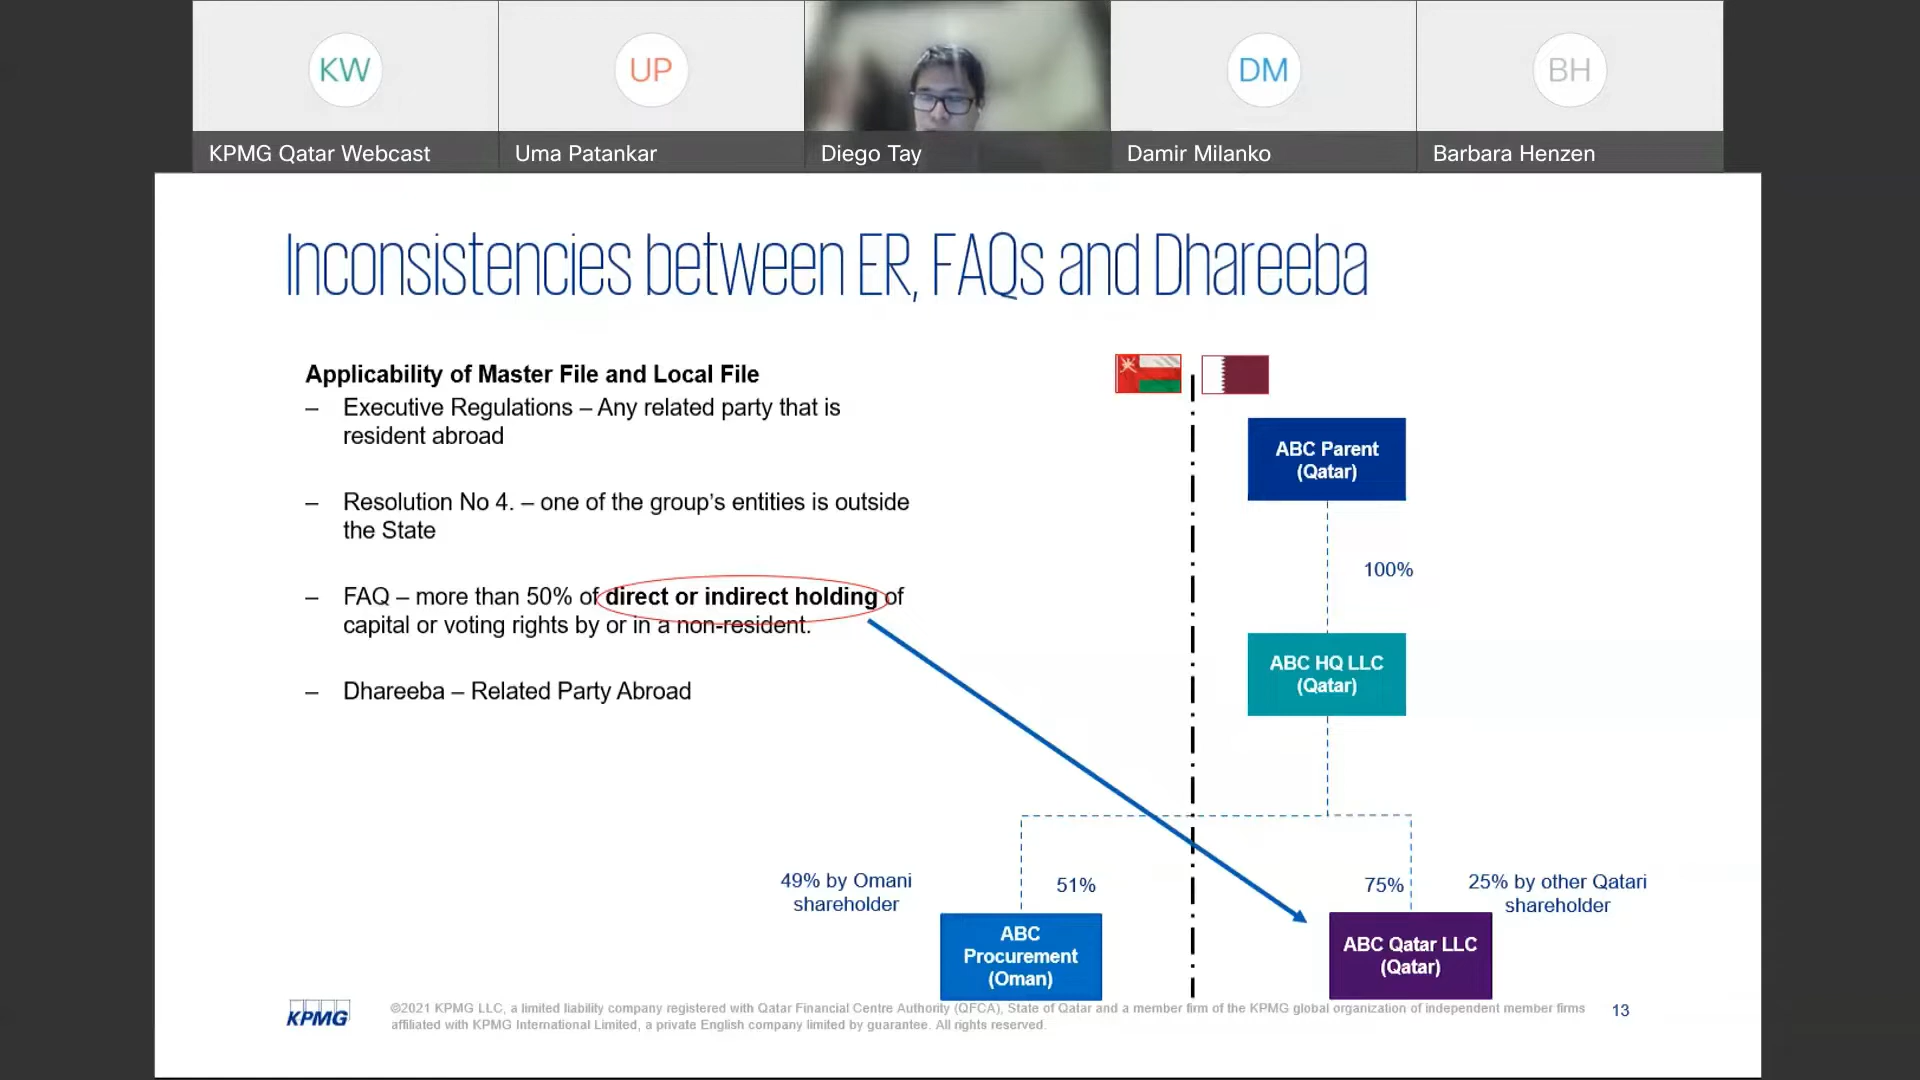 KW
UP
DM
BH
KPMG Qatar Webcast
Uma Patankar
Diego Tay
Damir Milanko
Barbara Henzen
Inconsistencies between ER, FAQs and Dhareeba
Applicability of Master File and Local File
– Executive Regulations – Any related party that is
resident abroad
– Resolution No 4. – one of the group's entities is outside
the State
– FAQ – more than 50% of direct or indirect holding of
capital or voting rights by or in a non-resident.
– Dhareeba – Related Party Abroad
ABC Parent
(Qatar)
100%
ABC HQ LLC
(Qatar)
49% by Omani
shareholder
51%
75%
25% by other Qatari
shareholder
ABC
Procurement
(Oman)
ABC Qatar LLC
(Qatar)
KPMG
©2021 KPMG LLC, a limited liability company registered with Qatar Financial Centre Authority (QFCA), State of Qatar and a member firm of the KPMG global organization of independent member firms
affiliated with KPMG International Limited, a private English company limited by guarantee. All rights reserved.
13